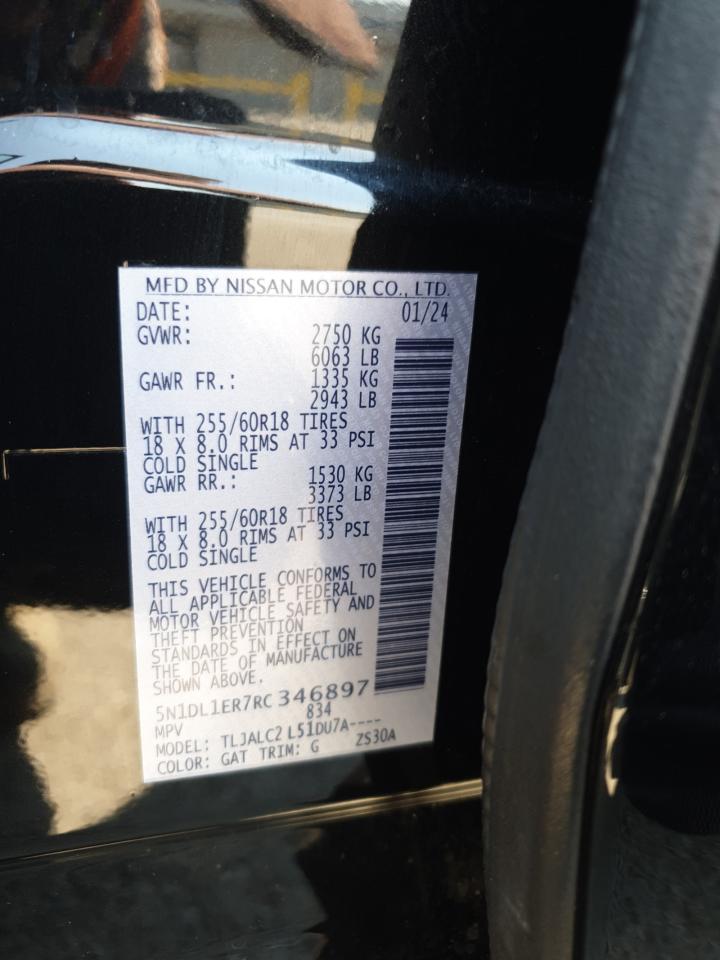 MFD BY NISSAN MOTOR CO., LTD.
DATE: 01/24
GVWR: 2750 KG
6063 LB
GAWR FR.: 1335 KG
2943 LB
WITH 255/60R18 TIRES
18 X 8.0 RIMS AT 33 PSI
COLD SINGLE
GAWR RR.: 1530 KG
3373 LB
WITH 255/60R18 TIRES
18 X 8.0 RIMS AT 33 PSI
COLD SINGLE
THIS VEHICLE CONFORMS TO
ALL APPLICABLE FEDERAL
MOTOR VEHICLE SAFETY AND
THEFT PREVENTION
STANDARDS IN EFFECT ON
THE DATE OF MANUFACTURE
SHOWN ABOVE.
5N1DL1ER7RC346897
MPV 834
MODEL: TLJALC2 L51DU7A----
COLOR: GAT TRIM: G ZS30A